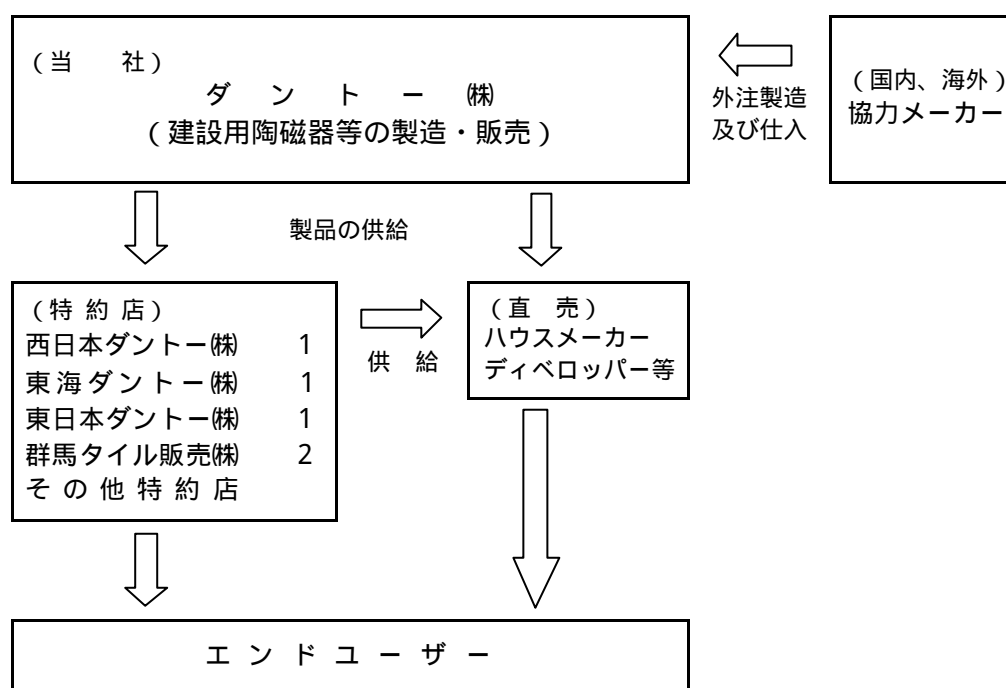 （当　　社）
ダ　ン　ト　ー　㈱
（建設用陶磁器等の製造・販売）
外注製造
及び仕入
（国内、海外）
協力メーカー
製品の供給
（特 約 店）
西日本ダントー㈱　1
東海ダントー㈱　1
東日本ダントー㈱　1
群馬タイル販売㈱　2
そ の 他 特 約 店
供　給
（直　売）
ハウスメーカー
ディベロッパー等
エ ン ド ユ ー ザ ー